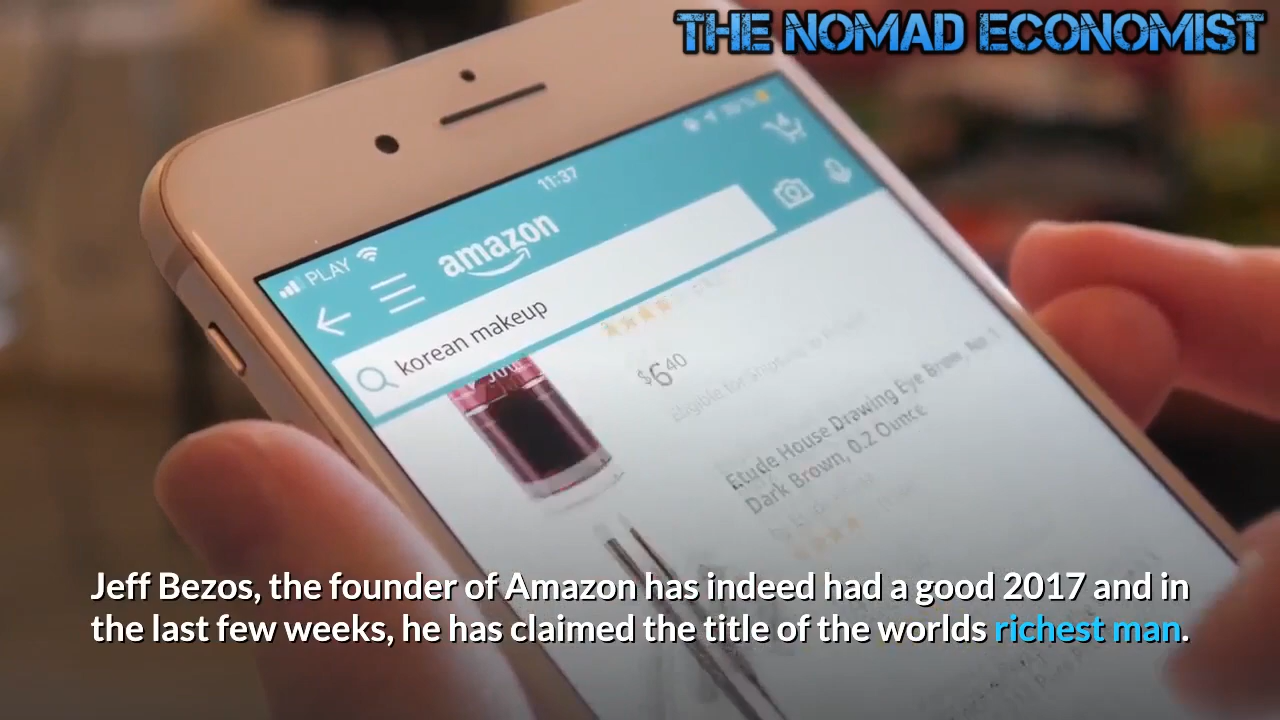 THE NOMAD ECONOMIST
11:37
PLAY
amazon
korean makeup
$6.40
Etude House Drawing Eye Brow, No 1
Dark Brown, 0.2 Ounce
Jeff Bezos, the founder of Amazon has indeed had a good 2017 and in
the last few weeks, he has claimed the title of the worlds richest man.